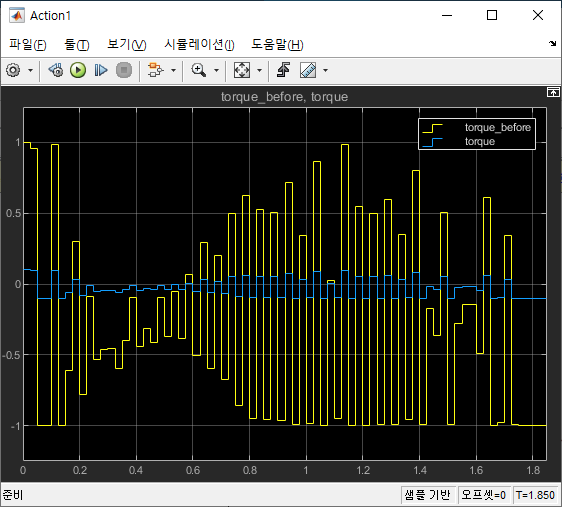 Action1
파일(F) 툴(T) 보기(V) 시뮬레이션(I) 도움말(H)
torque_before, torque
torque_before
torque
1
0.5
0
-0.5
-1
0 0.2 0.4 0.6 0.8 1 1.2 1.4 1.6 1.8
준비 샘플 기반 오프셋=0 T=1.850